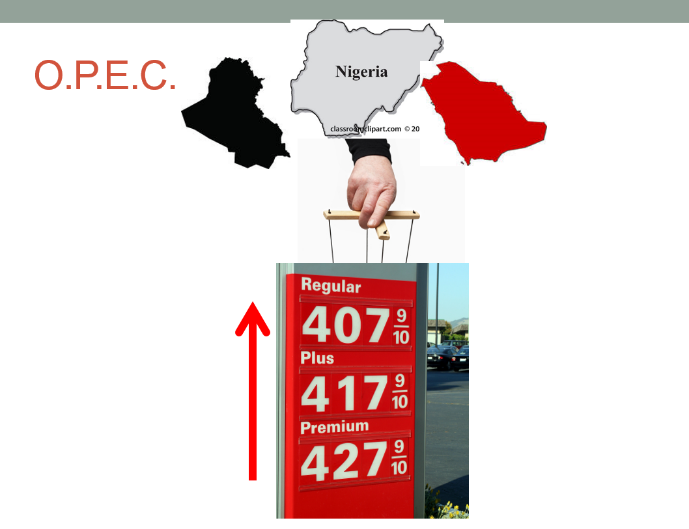 O.P.E.C.
Nigeria
classroomclipart.com © 20
Regular
407 9/10
Plus
417 9/10
Premium
427 9/10